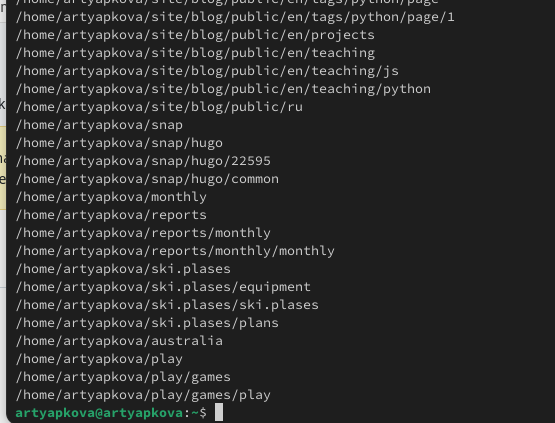 /home/artyapkova/site/blog/public/en/tags/python/page
/home/artyapkova/site/blog/public/en/tags/python/page/1
/home/artyapkova/site/blog/public/en/projects
/home/artyapkova/site/blog/public/en/teaching
/home/artyapkova/site/blog/public/en/teaching/js
/home/artyapkova/site/blog/public/en/teaching/python
/home/artyapkova/site/blog/public/ru
/home/artyapkova/snap
/home/artyapkova/snap/hugo
/home/artyapkova/snap/hugo/22595
/home/artyapkova/snap/hugo/common
/home/artyapkova/monthly
/home/artyapkova/reports
/home/artyapkova/reports/monthly
/home/artyapkova/reports/monthly/monthly
/home/artyapkova/ski.plases
/home/artyapkova/ski.plases/equipment
/home/artyapkova/ski.plases/ski.plases
/home/artyapkova/ski.plases/plans
/home/artyapkova/australia
/home/artyapkova/play
/home/artyapkova/play/games
/home/artyapkova/play/games/play
artyapkova@artyapkova:~$